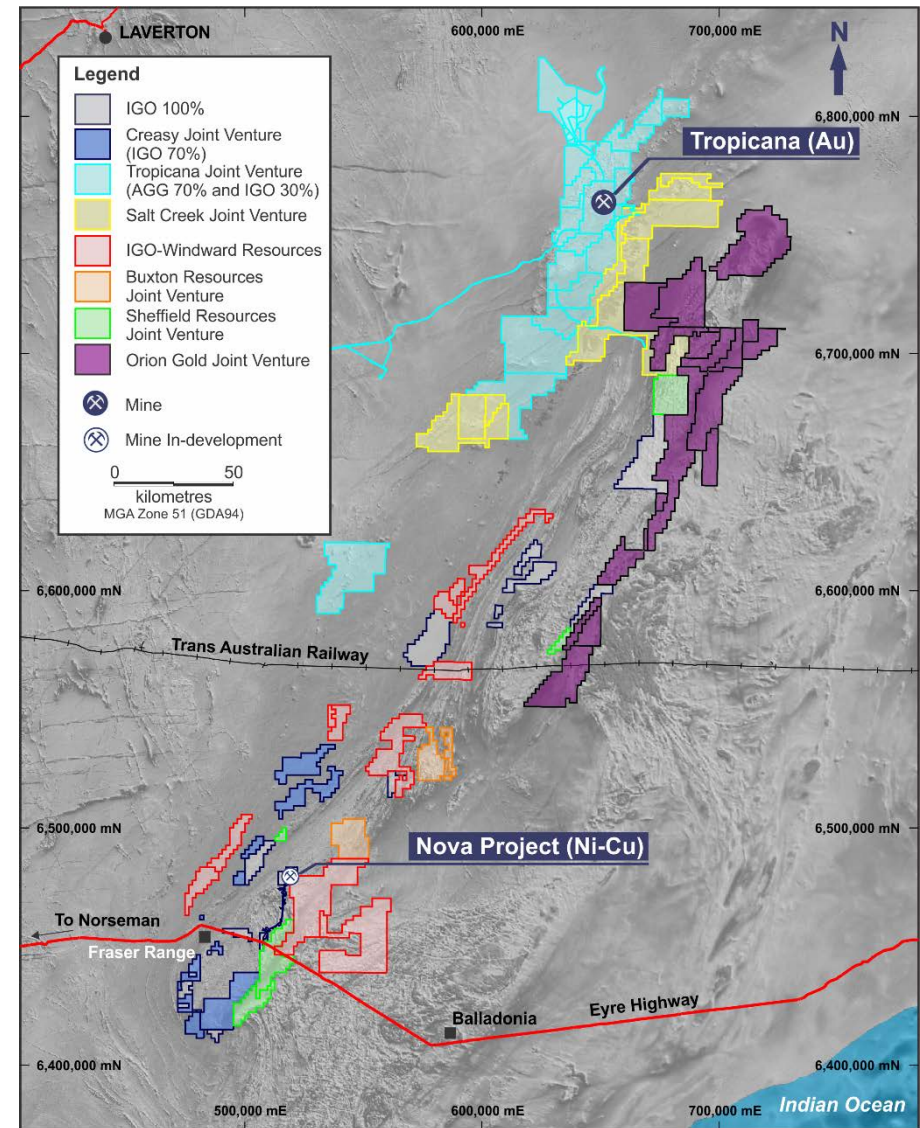 LAVERTON
600,000 mE
700,000 mE
N
Legend
IGO 100%
Creasy Joint Venture
(IGO 70%)
Tropicana Joint Venture
(AGG 70% and IGO 30%)
Salt Creek Joint Venture
IGO-Windward Resources
Buxton Resources
Joint Venture
Sheffield Resources
Joint Venture
Orion Gold Joint Venture
Mine
Mine In-development
0 50
kilometres
MGA Zone 51 (GDA94)
6,800,000 mN
Tropicana (Au)
6,700,000 mN
6,600,000 mN
6,600,000 mN
Trans Australian Railway
6,500,000 mN
6,500,000 mN
Nova Project (Ni-Cu)
To Norseman
Fraser Range
Balladonia
Eyre Highway
6,400,000 mN
6,400,000 mN
500,000 mE
600,000 mE
700,000 mE
Indian Ocean